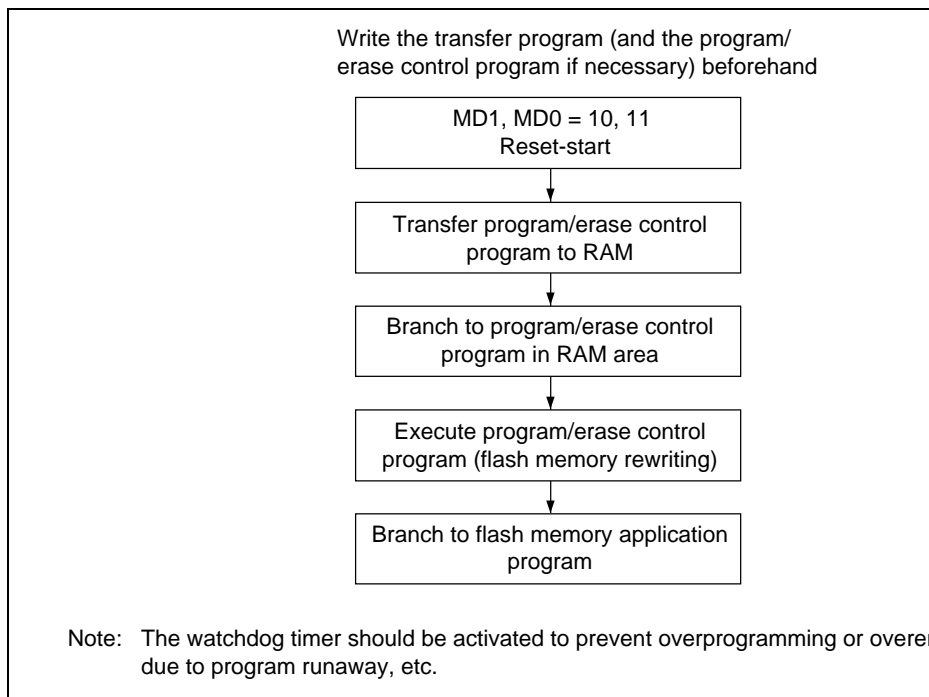 Write the transfer program (and the program/
erase control program if necessary) beforehand
MD1, MD0 = 10, 11
Reset-start
Transfer program/erase control
program to RAM
Branch to program/erase control
program in RAM area
Execute program/erase control
program (flash memory rewriting)
Branch to flash memory application
program
Note: The watchdog timer should be activated to prevent overprogramming or
due to program runaway, etc.